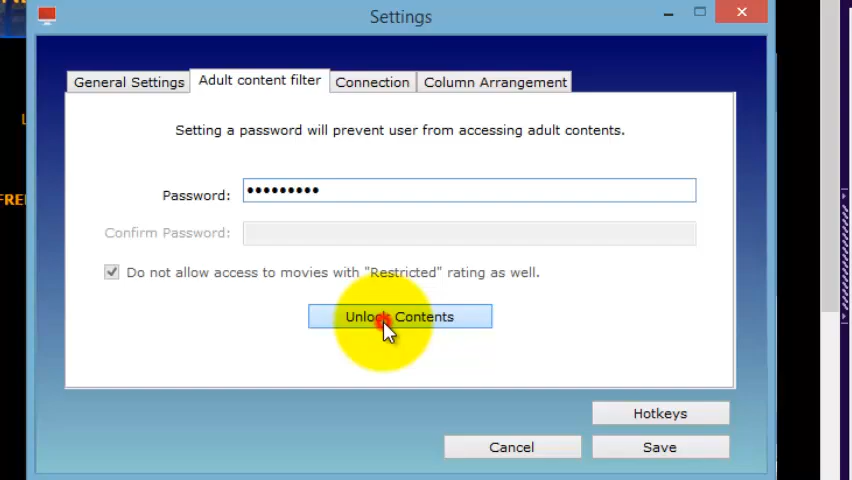 Settings
General Settings
Adult content filter
Connection
Column Arrangement
Setting a password will prevent user from accessing adult contents.
Password:
Confirm Password:
Do not allow access to movies with "Restricted" rating as well.
Unlock Contents
Hotkeys
Cancel
Save